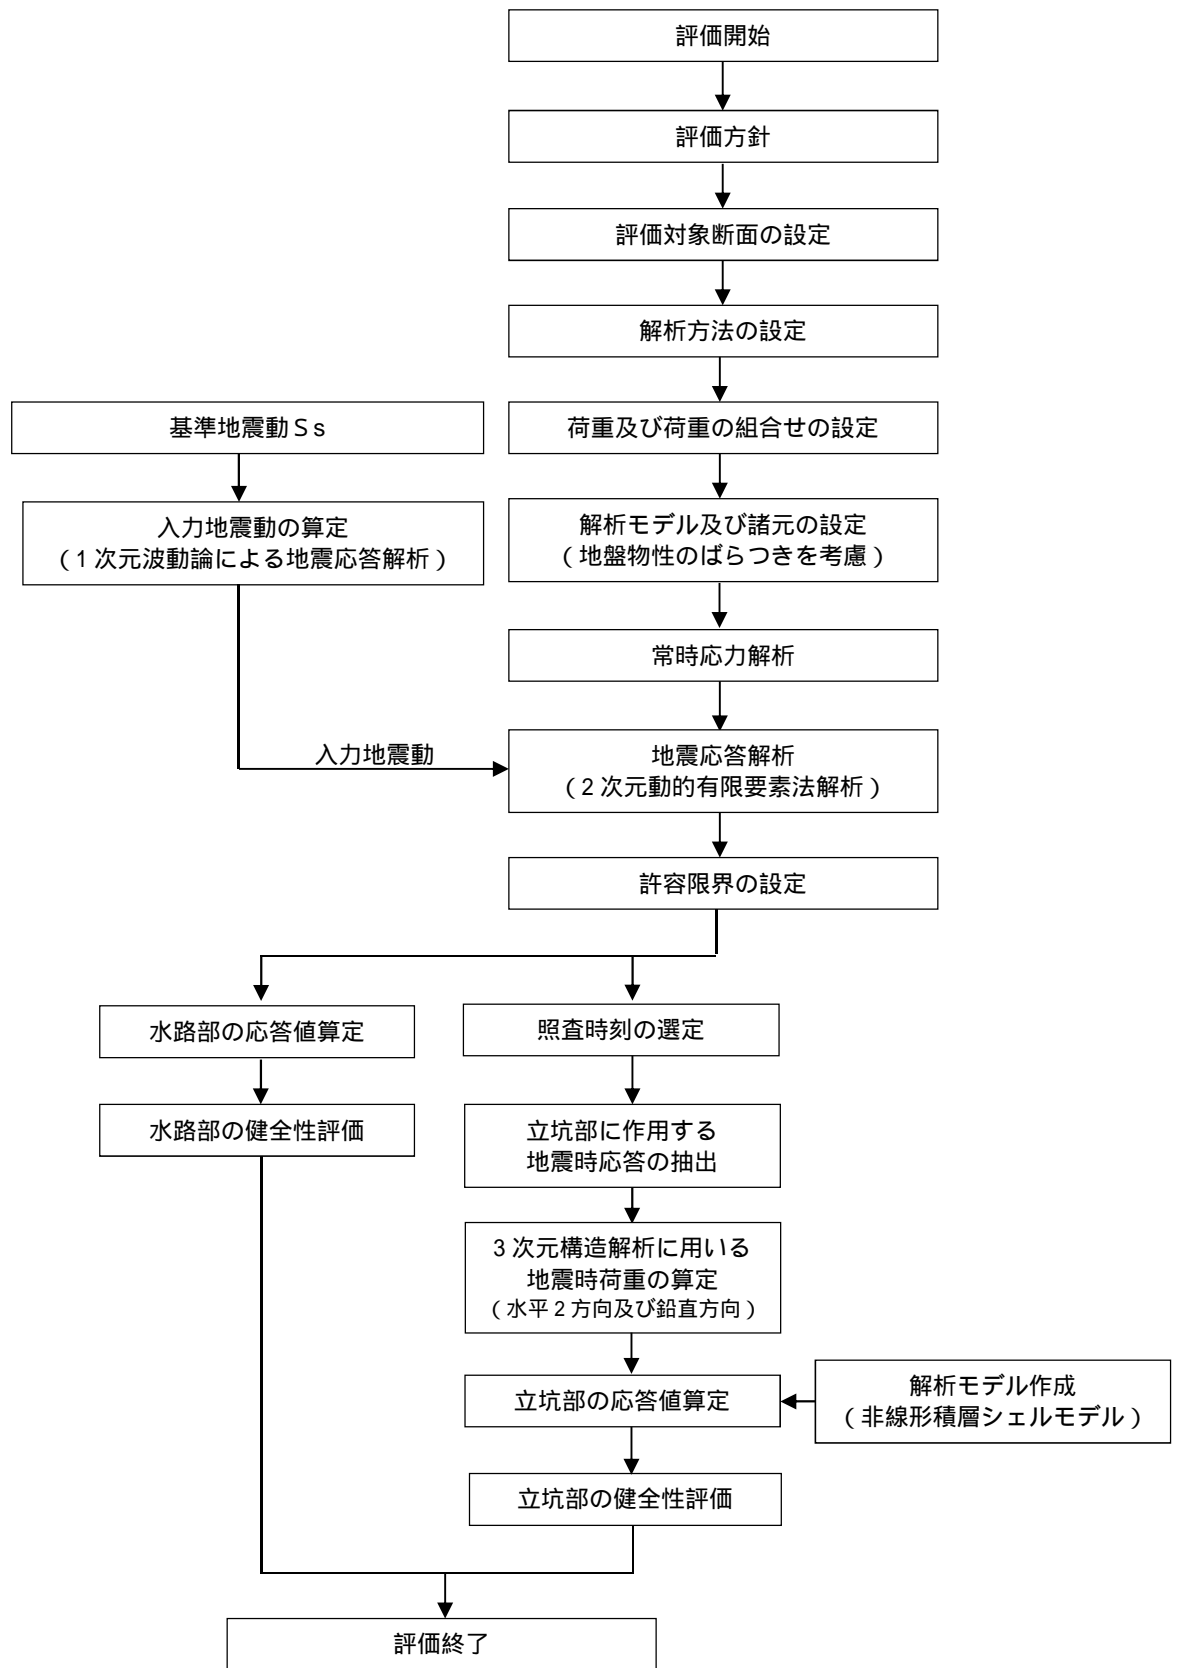 評価開始
評価方針
評価対象断面の設定
解析方法の設定
基準地震動Ss
荷重及び荷重の組合せの設定
入力地震動の算定
(1次元波動論による地震応答解析)
解析モデル及び諸元の設定
(地盤物性のばらつきを考慮)
常時応力解析
入力地震動
地震応答解析
(2次元動的有限要素法解析)
許容限界の設定
水路部の応答値算定
照査時刻の選定
水路部の健全性評価
立坑部に作用する
地震時応答の抽出
3次元構造解析に用いる
地震時荷重の算定
(水平2方向及び鉛直方向)
立坑部の応答値算定
解析モデル作成
(非線形積層シェルモデル)
立坑部の健全性評価
評価終了